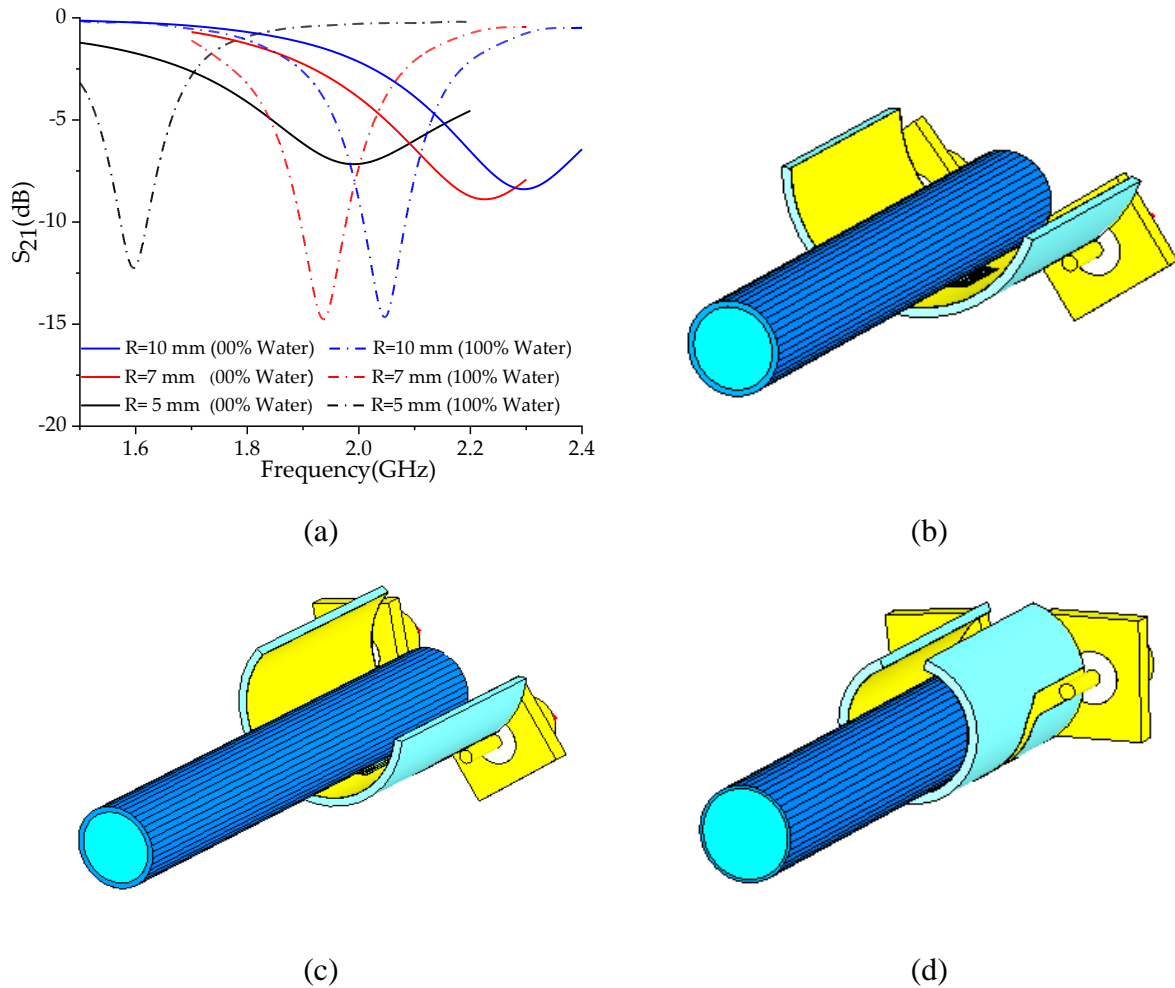 0
-5
-10
-15
-20
S21(dB)
R=10 mm (00% Water) R=10 mm (100% Water)
R=7 mm (00% Water) R=7 mm (100% Water)
R= 5 mm (00% Water) R=5 mm (100% Water)
1.6 1.8 2.0 2.2 2.4
Frequency(GHz)
(a) (b)
(c) (d)